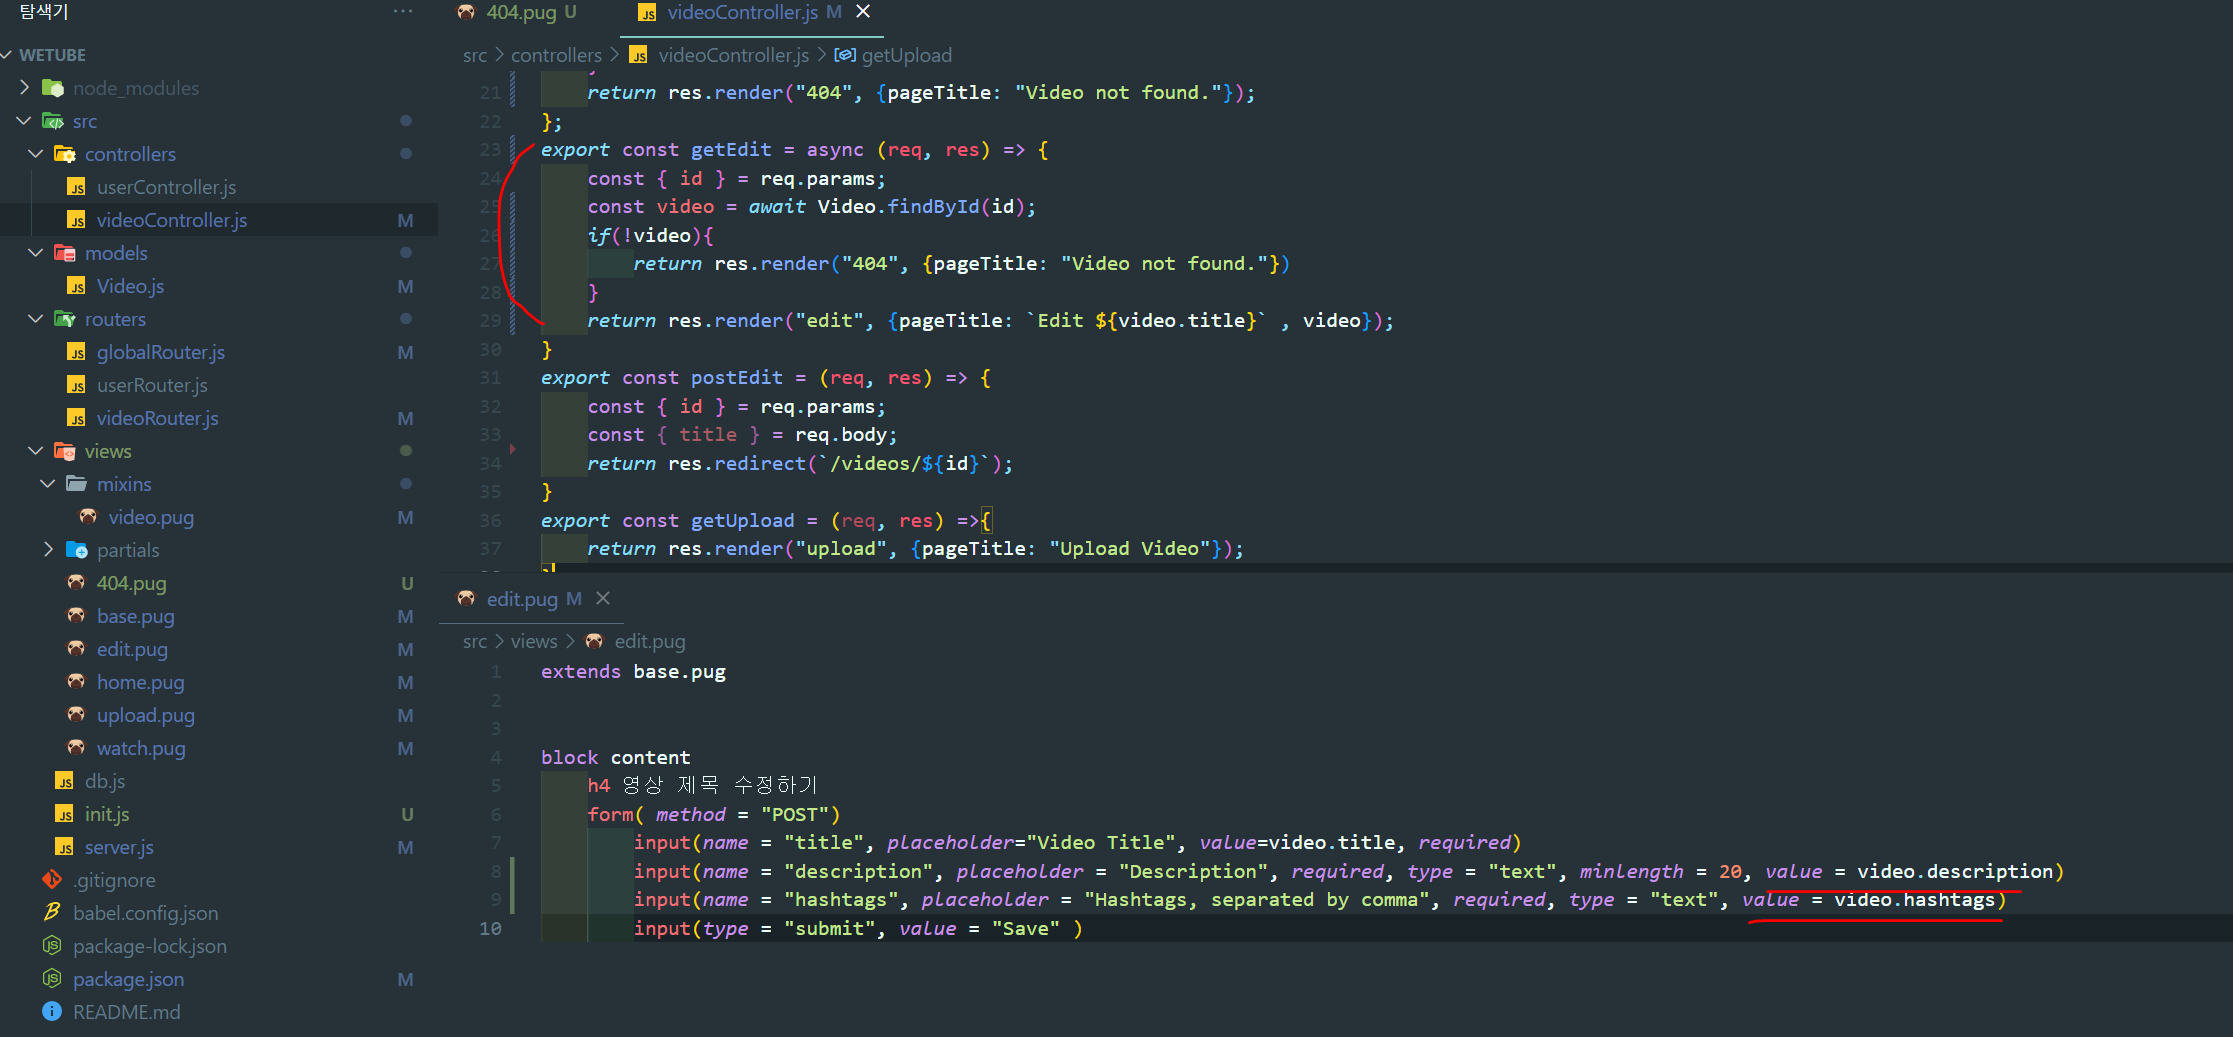 탐색기 ···
WETUBE
node_modules
src
controllers
userController.js
videoController.js M
models
Video.js M
routers
globalRouter.js M
userRouter.js
videoRouter.js M
views
mixins
video.pug M
partials
404.pug U
base.pug M
edit.pug M
home.pug M
upload.pug M
watch.pug M
db.js
init.js U
server.js M
.gitignore
babel.config.json
package-lock.json
package.json M
README.md
404.pug U videoController.js M
src > controllers > videoController.js > getUpload
21 return res.render("404", {pageTitle: "Video not found."});
22 };
23 export const getEdit = async (req, res) => {
24 const { id } = req.params;
25 const video = await Video.findById(id);
26 if(!video){
27 return res.render("404", {pageTitle: "Video not found."})
28 }
29 return res.render("edit", {pageTitle: `Edit ${video.title}` , video});
30 }
31 export const postEdit = (req, res) => {
32 const { id } = req.params;
33 const { title } = req.body;
34 return res.redirect(`/videos/${id}`);
35 }
36 export const getUpload = (req, res) =>{
37 return res.render("upload", {pageTitle: "Upload Video"});
edit.pug M
src > views > edit.pug
1 extends base.pug
2
3
4 block content
5 h4 영상 제목 수정하기
6 form( method = "POST")
7 input(name = "title", placeholder="Video Title", value=video.title, required)
8 input(name = "description", placeholder = "Description", required, type = "text", minlength = 20, value = video.description)
9 input(name = "hashtags", placeholder = "Hashtags, separated by comma", required, type = "text", value = video.hashtags)
10 input(type = "submit", value = "Save" )